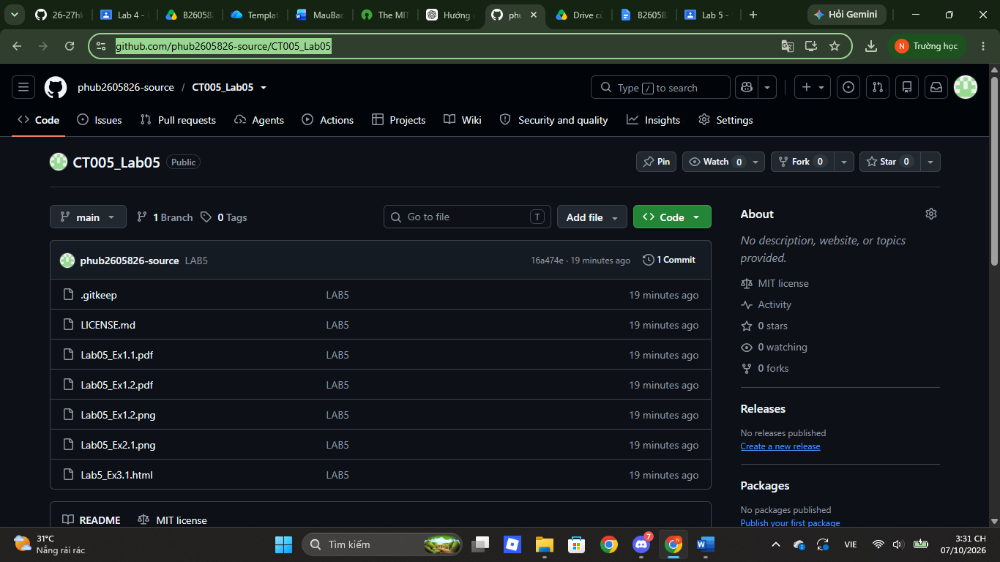 26-27hk
Lab 4 -
B26058
Templat
MauBac
The MIT
Hướng
phu
Drive củ
B26058
Lab 5 -
Hỏi Gemini
github.com/phub2605826-source/CT005_Lab05
N Trường học
phub2605826-source / CT005_Lab05
Type / to search
Code Issues Pull requests Agents Actions Projects Wiki Security and quality Insights Settings
CT005_Lab05 Public
Pin Watch 0 Fork 0 Star 0
main 1 Branch 0 Tags Go to file T Add file Code
phub2605826-source LAB5 16a474e · 19 minutes ago 1 Commit
.gitkeep LAB5 19 minutes ago
LICENSE.md LAB5 19 minutes ago
Lab05_Ex1.1.pdf LAB5 19 minutes ago
Lab05_Ex1.2.pdf LAB5 19 minutes ago
Lab05_Ex1.2.png LAB5 19 minutes ago
Lab05_Ex2.1.png LAB5 19 minutes ago
Lab5_Ex3.1.html LAB5 19 minutes ago
README MIT license
About
No description, website, or topics
provided.
MIT license
Activity
0 stars
0 watching
0 forks
Releases
No releases published
Create a new release
Packages
No packages published
Publish your first package
31°C
Nắng rải rác
Tìm kiếm
7
VIE
3:31 CH
07/10/2026